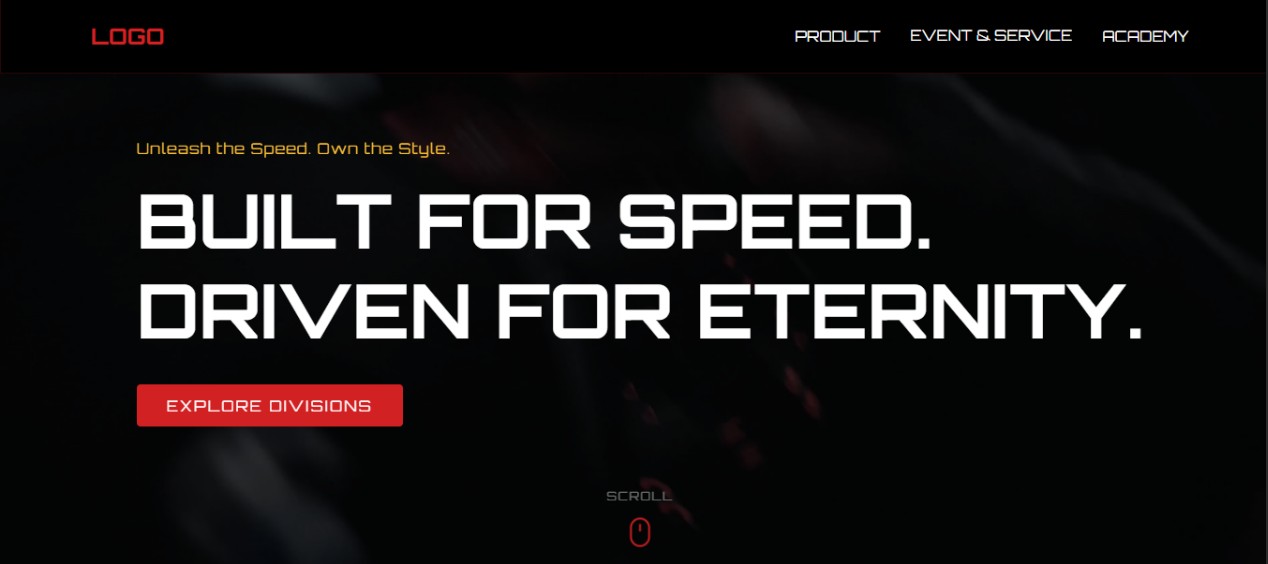 LOGO
PRODUCT EVENT & SERVICE ACADEMY
Unleash the Speed. Own the Style.
BUILT FOR SPEED.
DRIVEN FOR ETERNITY.
EXPLORE DIVISIONS
SCROLL